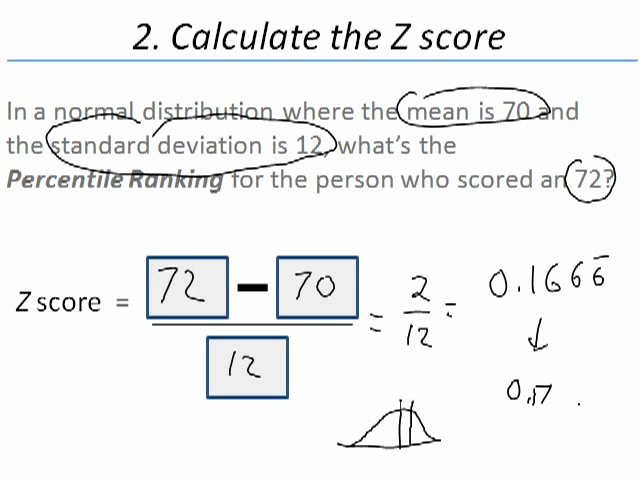 2. Calculate the Z score
In a normal distribution where the mean is 70 and
the standard deviation is 12, what's the
Percentile Ranking for the person who scored an 72?
Z score = 72 - 70 = 2 = 0.1666
12 12 ↓
0.17